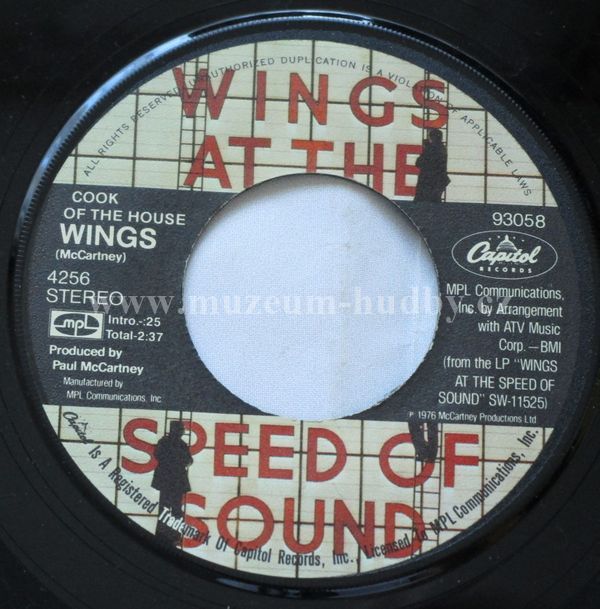 ALL RIGHTS RESERVED UNAUTHORIZED DUPLICATION IS A VIOLATION OF APPLICABLE LAWS
WINGS
AT THE
COOK
OF THE HOUSE
WINGS
(McCartney)
4256
STEREO
MPL
Intro.-:25
Total-2:37
Produced by
Paul McCartney
Manufactured by
MPL Communications, Inc
93058
Capitol
RECORDS
MPL Communications,
Inc. by Arrangement
with ATV Music
Corp.—BMI
(from the LP "WINGS
AT THE SPEED OF
SOUND" SW-11525)
℗ 1976 McCartney Productions Ltd
www.muzeum-hudby.cz
SPEED OF
SOUND
Capitol Is A Registered Trademark Of Capitol Records, Inc., Licensed To MPL Communications, Inc.